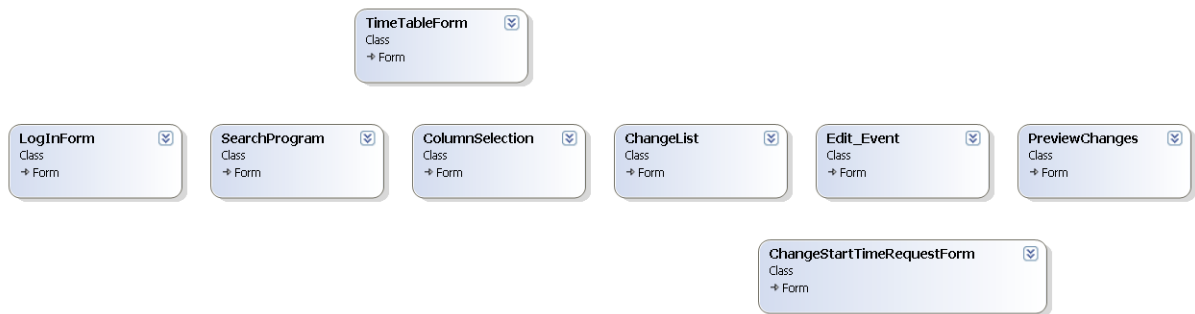 TimeTableForm
Class
Form
LogInForm
Class
Form
SearchProgram
Class
Form
ColumnSelection
Class
Form
ChangeList
Class
Form
Edit_Event
Class
Form
PreviewChanges
Class
Form
ChangeStartTimeRequestForm
Class
Form